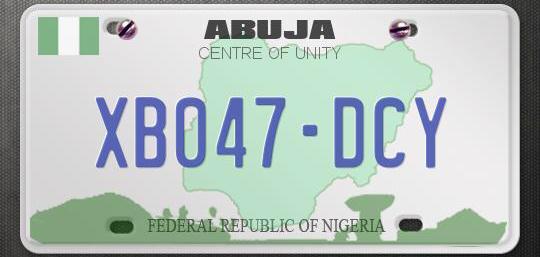 ABUJA
CENTRE OF UNITY
XB047-DCY
FEDERAL REPUBLIC OF NIGERIA